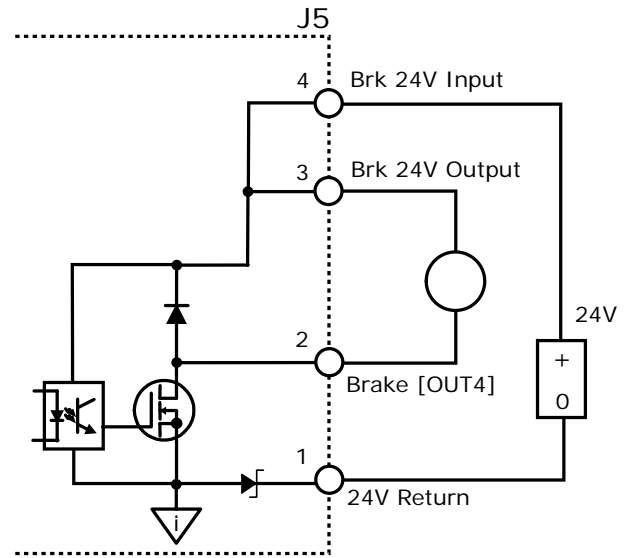 J5
4 Brk 24V Input
3 Brk 24V Output
24V
+
2
Brake [OUT4]
0
1
24V Return
i